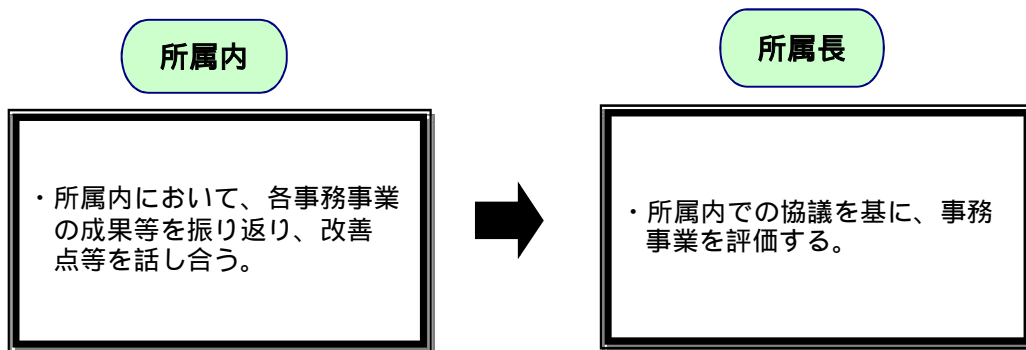 所属内
・所属内において、各事務事業
の成果等を振り返り、改善
点等を話し合う。
所属長
・所属内での協議を基に、事務
事業を評価する。